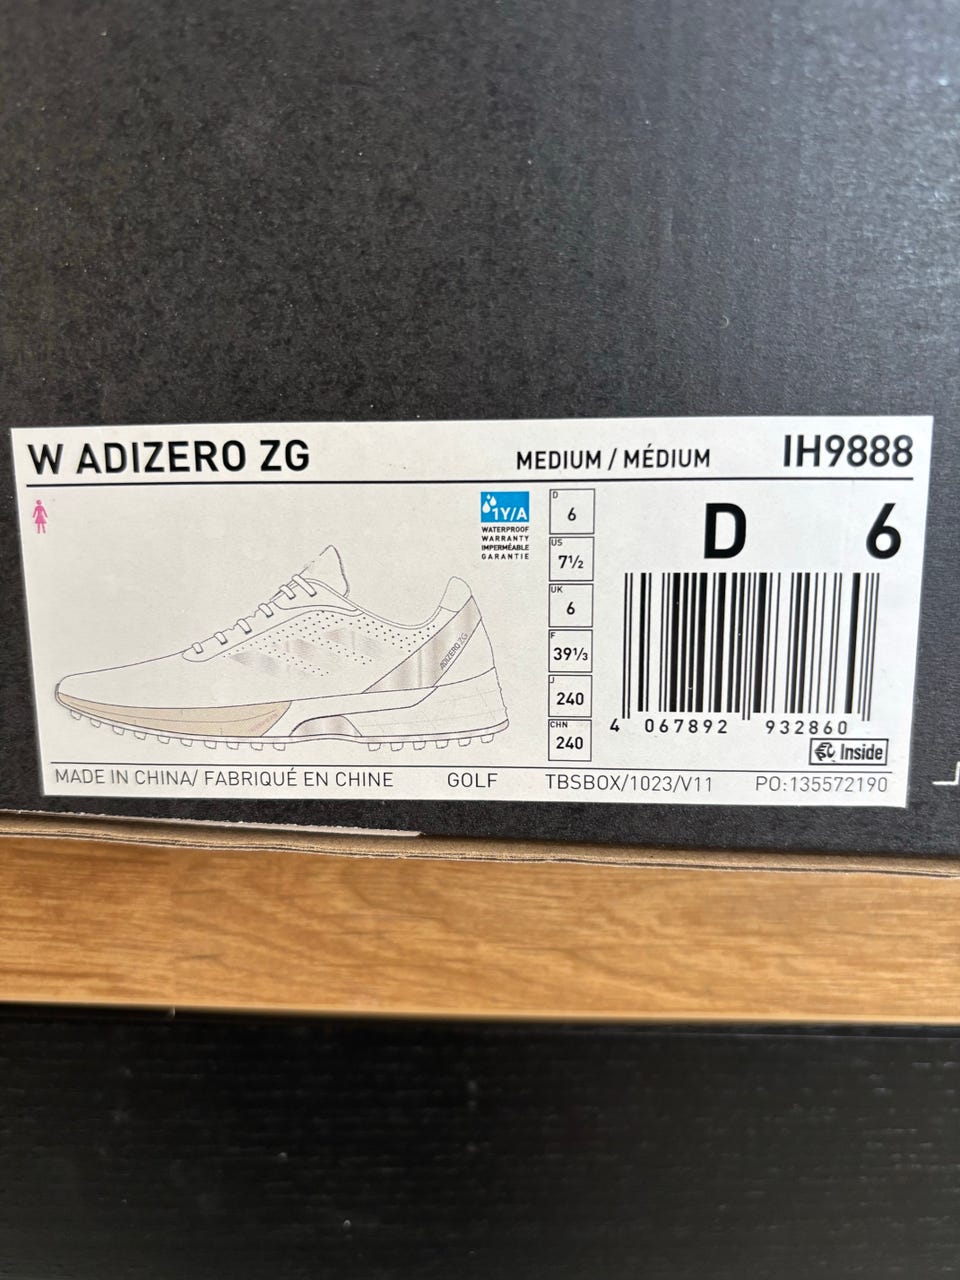 W ADIZERO ZG
MEDIUM / MÉDIUM
IH9888
1Y/A
WATERPROOF
WARRANTY
IMPERMÉABLE
GARANTIE
D
6
US
7½
UK
6
F
39⅓
J
240
CHN
240
D 6
ADIZERO ZG
4 067892 932860
Inside
MADE IN CHINA/ FABRIQUÉ EN CHINE
GOLF
TBSBOX/1023/V11
PO:135572190